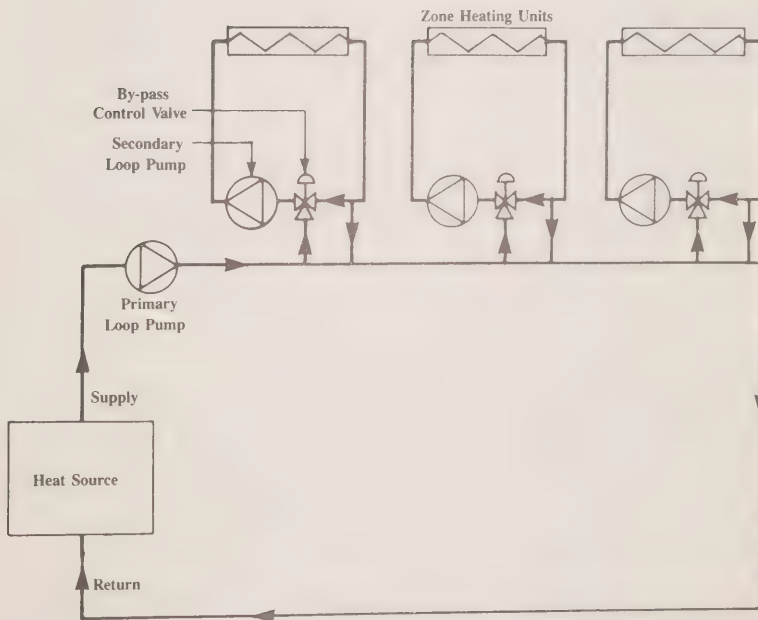 Zone Heating Units
By-pass
Control Valve
Secondary
Loop Pump
Primary
Loop Pump
Supply
Heat Source
Return